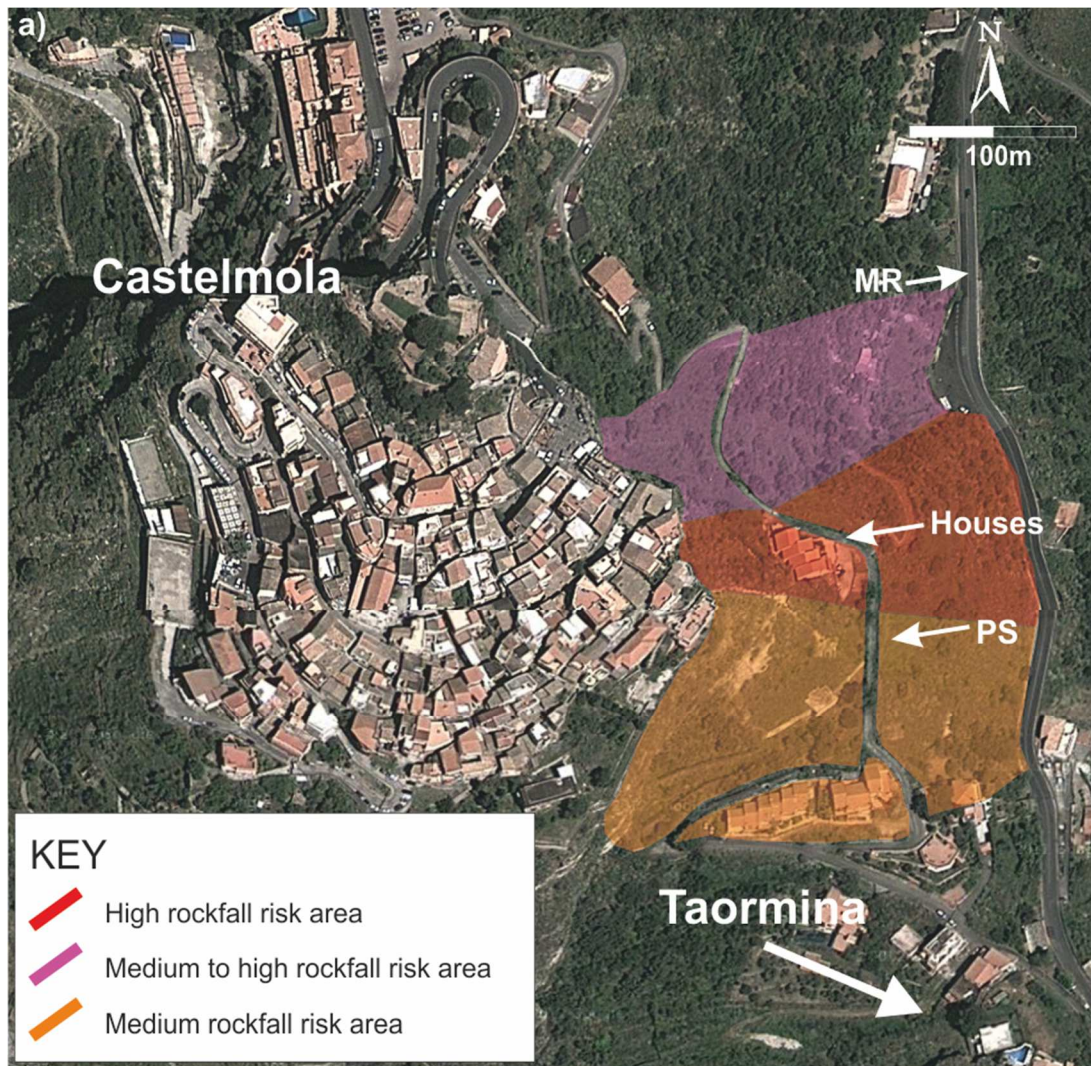 a)
N
100m
Castelmola
MR
Houses
PS
Taormina
KEY
High rockfall risk area
Medium to high rockfall risk area
Medium rockfall risk area